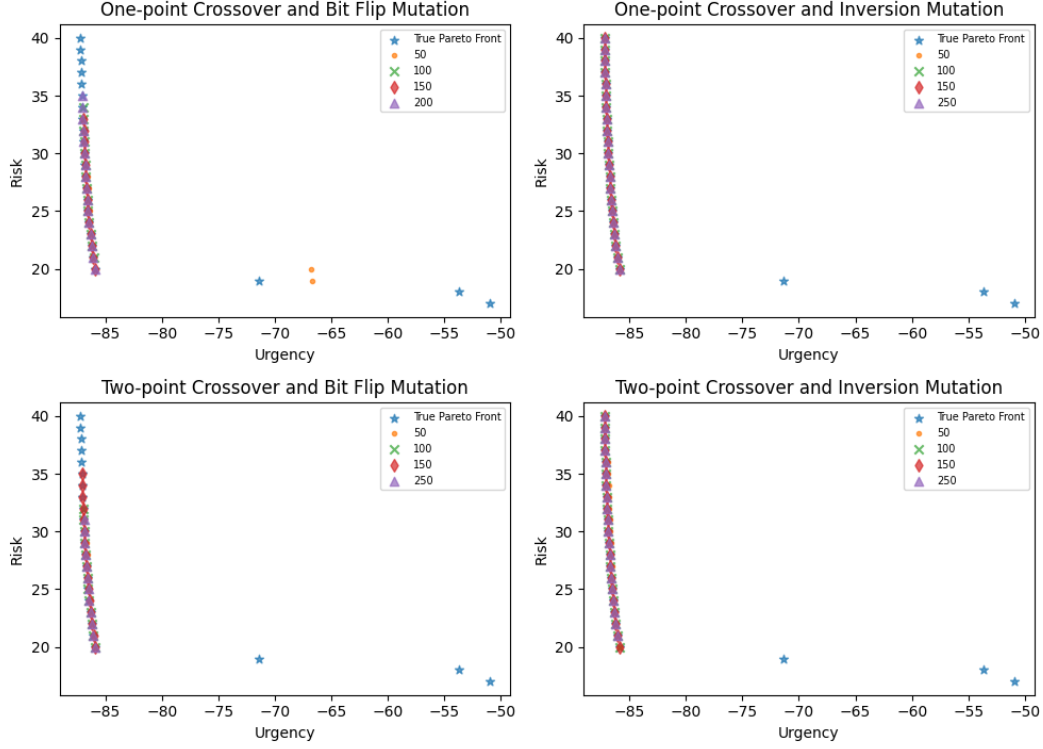 One-point Crossover and Bit Flip Mutation
40
35
30
25
20
Risk
True Pareto Front
50
100
150
200
−85 −80 −75 −70 −65 −60 −55 −50
Urgency
One-point Crossover and Inversion Mutation
40
35
30
25
20
Risk
True Pareto Front
50
100
150
250
−85 −80 −75 −70 −65 −60 −55 −50
Urgency
Two-point Crossover and Bit Flip Mutation
40
35
30
25
20
Risk
True Pareto Front
50
100
150
250
−85 −80 −75 −70 −65 −60 −55 −50
Urgency
Two-point Crossover and Inversion Mutation
40
35
30
25
20
Risk
True Pareto Front
50
100
150
250
−85 −80 −75 −70 −65 −60 −55 −50
Urgency